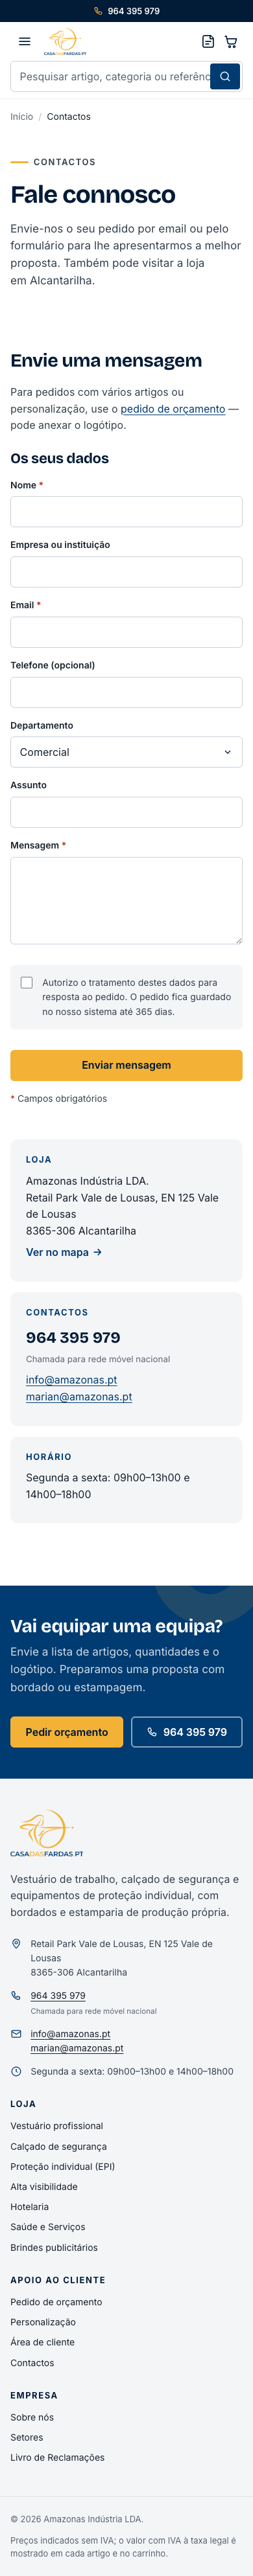 964 395 979
CASADASFARDAS.PT
Pesquisar artigo, categoria ou referênc
Início / Contactos
CONTACTOS
Fale connosco
Envie-nos o seu pedido por email ou pelo
formulário para lhe apresentarmos a melhor
proposta. Também pode visitar a loja
em Alcantarilha.
Envie uma mensagem
Para pedidos com vários artigos ou
personalização, use o pedido de orçamento —
pode anexar o logótipo.
Os seus dados
Nome *
Empresa ou instituição
Email *
Telefone (opcional)
Departamento
Comercial
Assunto
Mensagem *
Autorizo o tratamento destes dados para
resposta ao pedido. O pedido fica guardado
no nosso sistema até 365 dias.
Enviar mensagem
* Campos obrigatórios
LOJA
Amazonas Indústria LDA.
Retail Park Vale de Lousas, EN 125 Vale
de Lousas
8365-306 Alcantarilha
Ver no mapa →
CONTACTOS
964 395 979
Chamada para rede móvel nacional
info@amazonas.pt
marian@amazonas.pt
HORÁRIO
Segunda a sexta: 09h00–13h00 e
14h00–18h00
Vai equipar uma equipa?
Envie a lista de artigos, quantidades e o
logótipo. Preparamos uma proposta com
bordado ou estampagem.
Pedir orçamento
964 395 979
CASADASFARDAS.PT
Vestuário de trabalho, calçado de segurança e
equipamentos de proteção individual, com
bordados e estamparia de produção própria.
Retail Park Vale de Lousas, EN 125 Vale de
Lousas
8365-306 Alcantarilha
964 395 979
Chamada para rede móvel nacional
info@amazonas.pt
marian@amazonas.pt
Segunda a sexta: 09h00–13h00 e 14h00–18h00
LOJA
Vestuário profissional
Calçado de segurança
Proteção individual (EPI)
Alta visibilidade
Hotelaria
Saúde e Serviços
Brindes publicitários
APOIO AO CLIENTE
Pedido de orçamento
Personalização
Área de cliente
Contactos
EMPRESA
Sobre nós
Setores
Livro de Reclamações
© 2026 Amazonas Indústria LDA.
Preços indicados sem IVA; o valor com IVA à taxa legal é
mostrado em cada artigo e no carrinho.